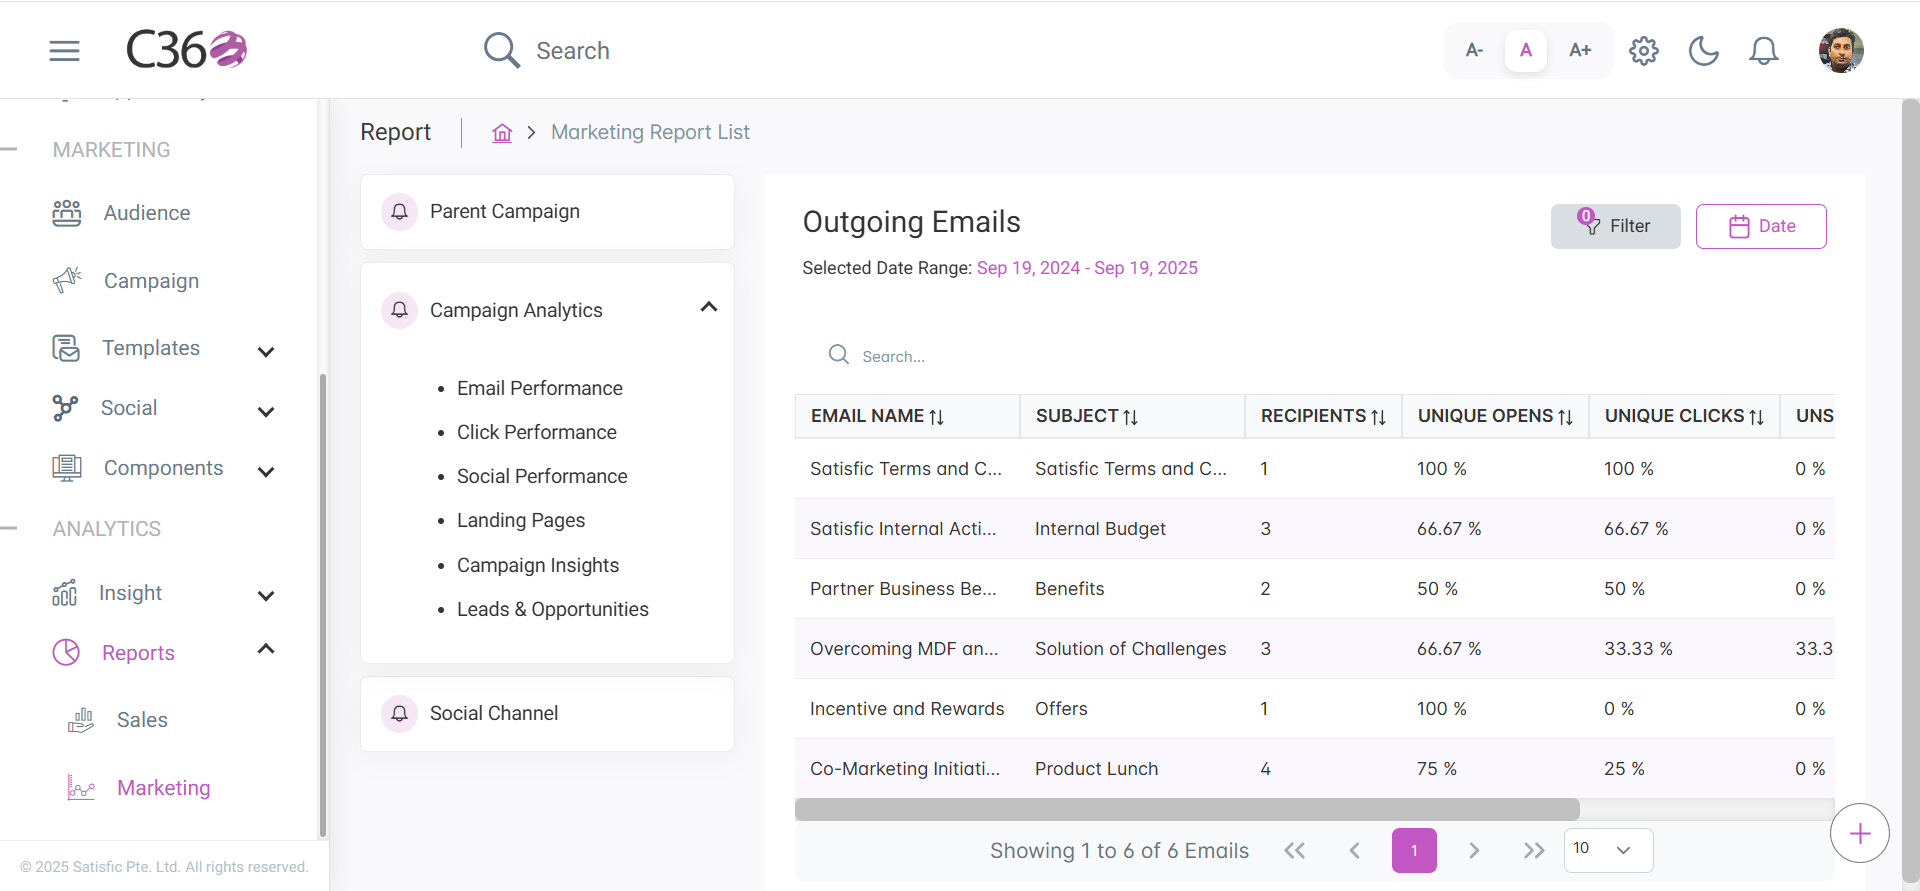 C360
Search
A- A A+
MARKETING
Audience
Campaign
Templates
Social
Components
ANALYTICS
Insight
Reports
Sales
Marketing
© 2025 Satisfic Pte. Ltd. All rights reserved.
Report
Marketing Report List
Parent Campaign
Campaign Analytics
• Email Performance
• Click Performance
• Social Performance
• Landing Pages
• Campaign Insights
• Leads & Opportunities
Social Channel
Outgoing Emails
0 Filter
Date
Selected Date Range: Sep 19, 2024 - Sep 19, 2025
Search...
EMAIL NAME SUBJECT RECIPIENTS UNIQUE OPENS UNIQUE CLICKS UNS
Satisfic Terms and C... Satisfic Terms and C... 1 100 % 100 % 0 %
Satisfic Internal Acti... Internal Budget 3 66.67 % 66.67 % 0 %
Partner Business Be... Benefits 2 50 % 50 % 0 %
Overcoming MDF an... Solution of Challenges 3 66.67 % 33.33 % 33.3
Incentive and Rewards Offers 1 100 % 0 % 0 %
Co-Marketing Initiati... Product Lunch 4 75 % 25 % 0 %
Showing 1 to 6 of 6 Emails 1 10